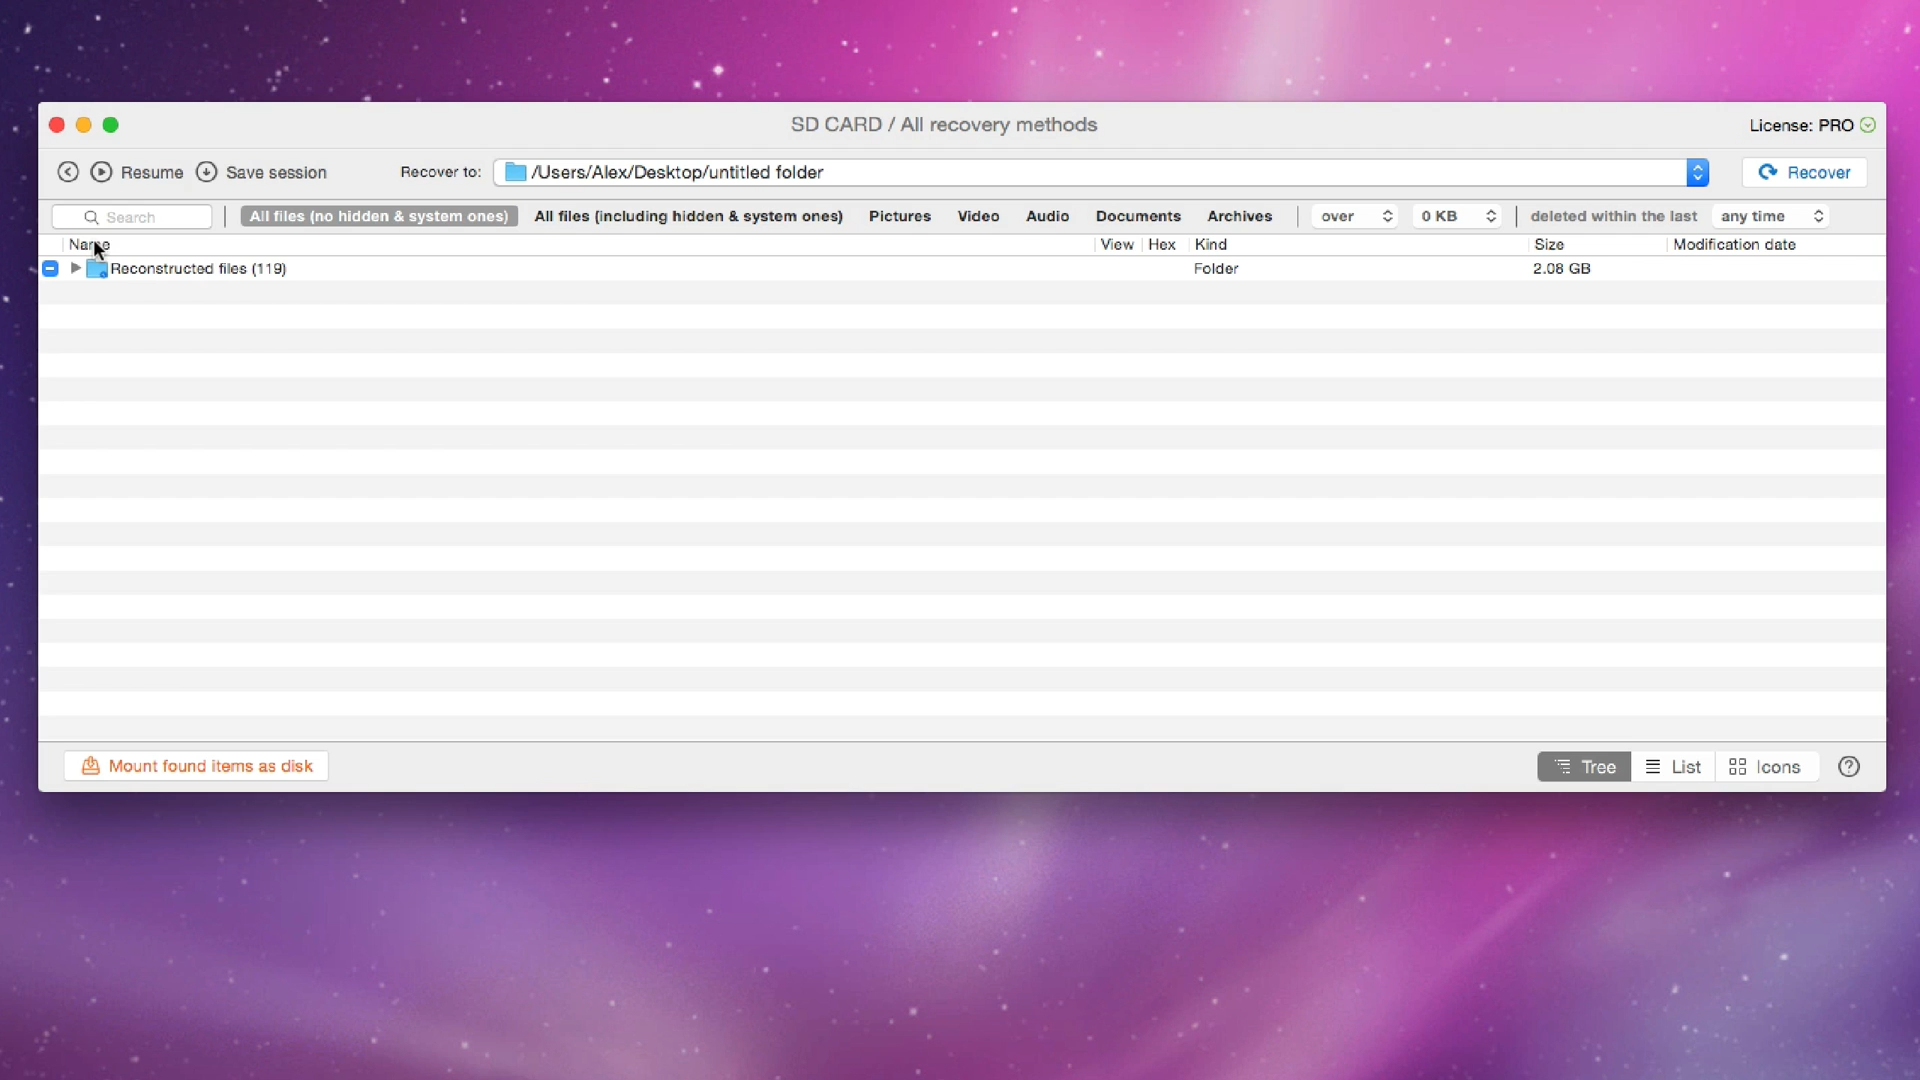 SD CARD / All recovery methods
License: PRO
Resume
Save session
Recover to:
/Users/Alex/Desktop/untitled folder
Recover
Search
All files (no hidden & system ones)
All files (including hidden & system ones)
Pictures
Video
Audio
Documents
Archives
over
0 KB
deleted within the last
any time
Name
View
Hex
Kind
Size
Modification date
Reconstructed files (119)
Folder
2.08 GB
Mount found items as disk
Tree
List
Icons
?